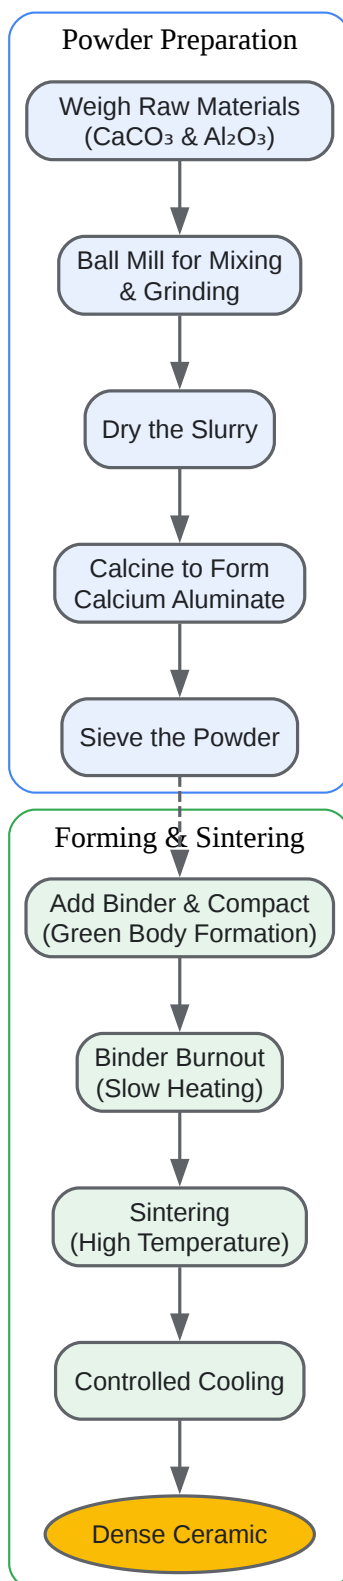 Powder Preparation
Weigh Raw Materials
(CaCO₃ & Al₂O₃)
Ball Mill for Mixing
& Grinding
Dry the Slurry
Calcine to Form
Calcium Aluminate
Sieve the Powder
Forming & Sintering
Add Binder & Compact
(Green Body Formation)
Binder Burnout
(Slow Heating)
Sintering
(High Temperature)
Controlled Cooling
Dense Ceramic